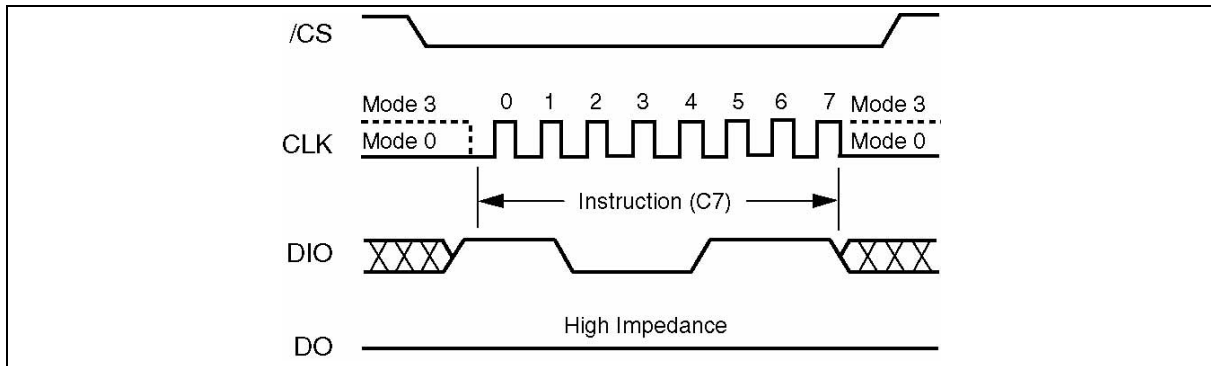 /CS
Mode 3 0 1 2 3 4 5 6 7 Mode 3
CLK Mode 0 Mode 0
Instruction (C7)
DIO
High Impedance
DO